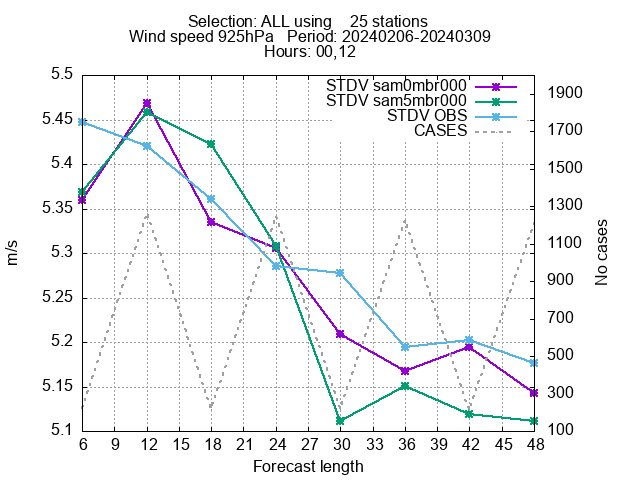 Selection: ALL using    25 stations
Wind speed 925hPa   Period: 20240206-20240309
Hours: 00,12
STDV sam0mbr000
STDV sam5mbr000
STDV OBS
CASES
5.5
5.45
5.4
5.35
5.3
5.25
5.2
5.15
5.1
m/s
1900
1700
1500
1300
1100
900
700
500
300
100
No cases
6 9 12 15 18 21 24 27 30 33 36 39 42 45 48
Forecast length